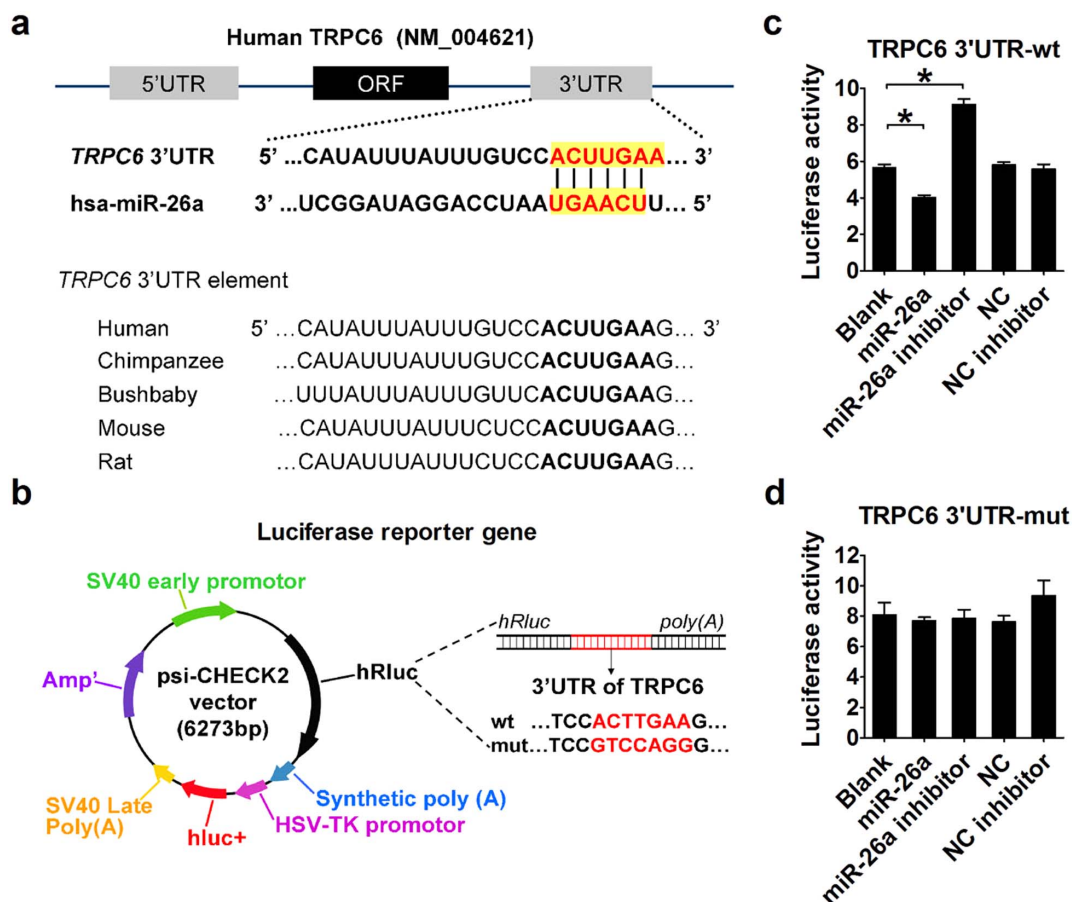 a
Human TRPC6 (NM_004621)
5'UTR ORF 3'UTR
TRPC6 3'UTR 5' ...CAUAUUUAUUUGUCCACUUGAA... 3'
hsa-miR-26a 3' ...UCGGAUAGGACCUAAUGAACUU... 5'
TRPC6 3'UTR element
Human 5' ...CAUAUUUAUUUGUCCACUUGAAG... 3'
Chimpanzee ...CAUAUUUAUUUGUCCACUUGAAG...
Bushbaby ...UUUAUUUAUUUGUUCACUUGAAG...
Mouse ...CAUAUUUAUUUCUCCACUUGAAG...
Rat ...CAUAUUUAUUUCUCCACUUGAAG...
b
Luciferase reporter gene
SV40 early promotor
Amp'
psi-CHECK2
vector
(6273bp)
hRluc
SV40 Late
Poly(A)
hluc+
HSV-TK promotor
Synthetic poly (A)
hRluc poly(A)
3'UTR of TRPC6
wt ...TCCACTTGAAG...
mut...TCCGTCCAGGG...
c
TRPC6 3'UTR-wt
Luciferase activity
10
8
6
4
2
0
*
*
Blank
miR-26a
miR-26a inhibitor
NC
NC inhibitor
d
TRPC6 3'UTR-mut
Luciferase activity
12
10
8
6
4
2
0
Blank
miR-26a
miR-26a inhibitor
NC
NC inhibitor